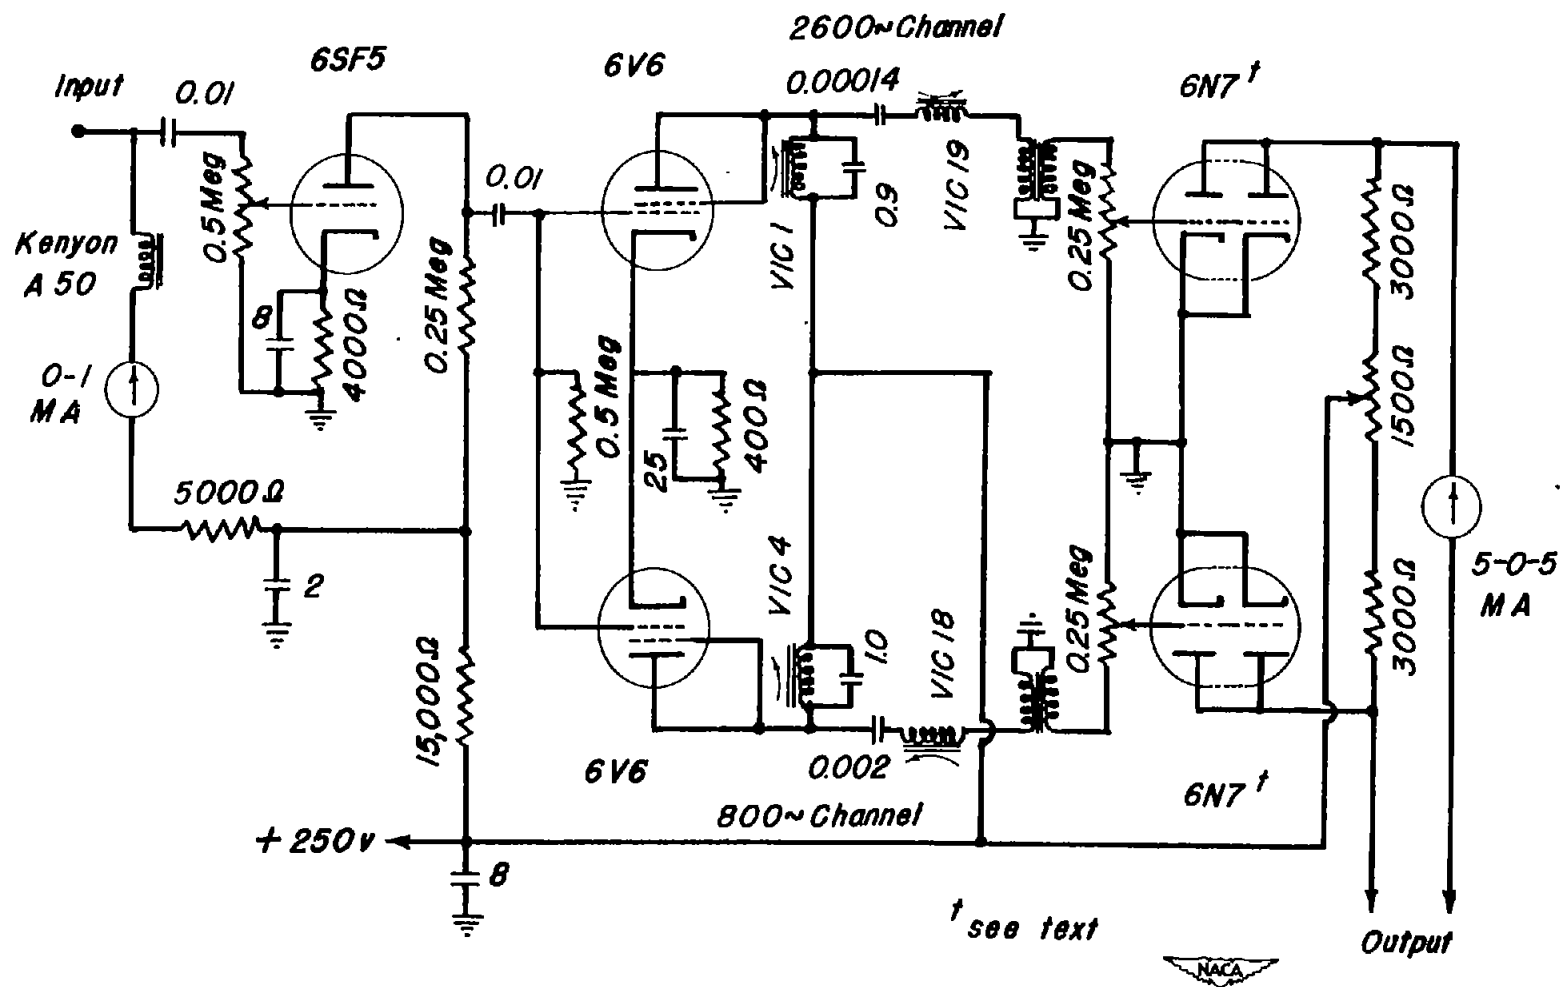 2600~Channel
6SF5
6V6
Input
0.01
0.00014
6N7 †
0.5 Meg
0.01
0.9
VIC 19
0.25 Meg
Kenyon
A 50
VIC 1
3000Ω
8
4000Ω
0.25 Meg
0-1
MA
0.5 Meg
25
400Ω
1500Ω
5000Ω
2
VIC 4
0.25 Meg
5-0-5
MA
3000Ω
1.0
VIC 18
15,000Ω
6V6
0.002
6N7 †
800~Channel
+ 250v
8
† see text
Output
NACA